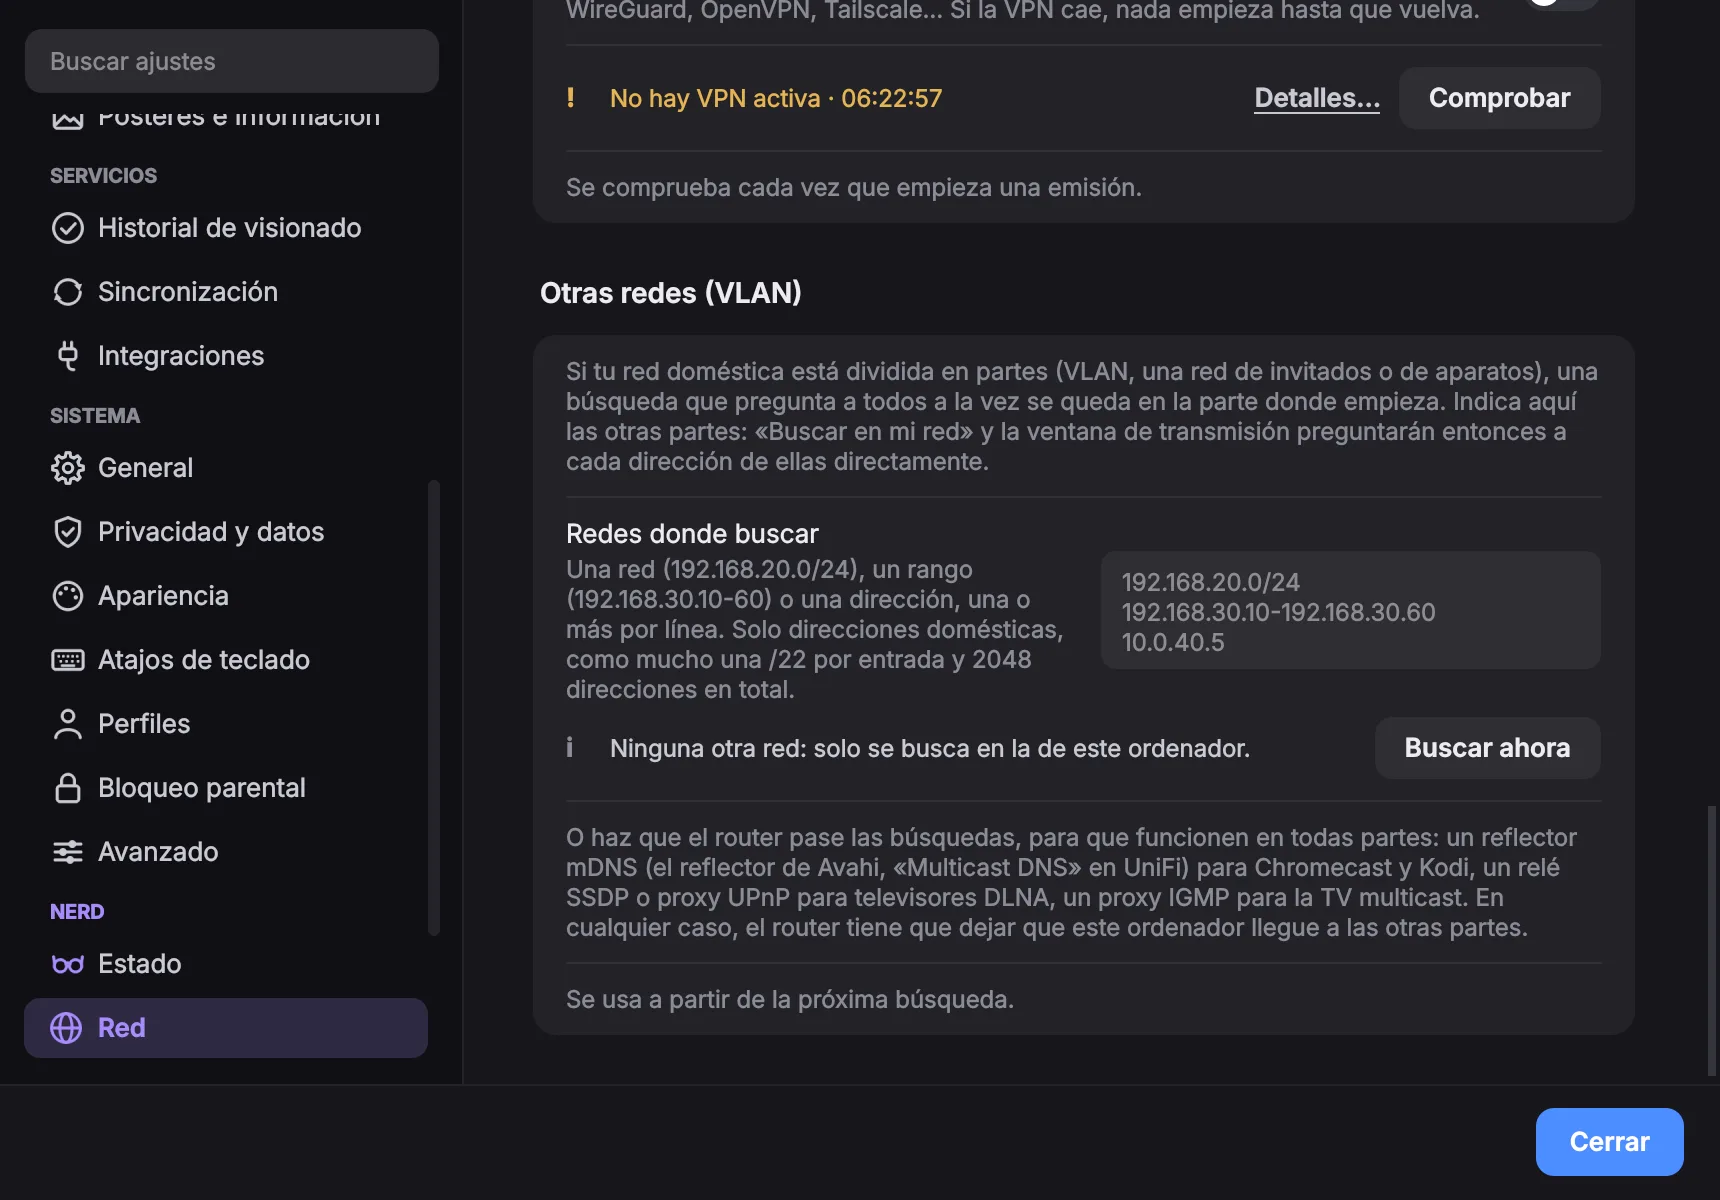 Buscar ajustes
Pósteres e información
SERVICIOS
Historial de visionado
Sincronización
Integraciones
SISTEMA
General
Privacidad y datos
Apariencia
Atajos de teclado
Perfiles
Bloqueo parental
Avanzado
NERD
Estado
Red
WireGuard, OpenVPN, Tailscale... Si la VPN cae, nada empieza hasta que vuelva.
! No hay VPN activa · 06:22:57
Detalles...
Comprobar
Se comprueba cada vez que empieza una emisión.
Otras redes (VLAN)
Si tu red doméstica está dividida en partes (VLAN, una red de invitados o de aparatos), una
búsqueda que pregunta a todos a la vez se queda en la parte donde empieza. Indica aquí
las otras partes: «Buscar en mi red» y la ventana de transmisión preguntarán entonces a
cada dirección de ellas directamente.
Redes donde buscar
Una red (192.168.20.0/24), un rango
(192.168.30.10-60) o una dirección, una o
más por línea. Solo direcciones domésticas,
como mucho una /22 por entrada y 2048
direcciones en total.
192.168.20.0/24
192.168.30.10-192.168.30.60
10.0.40.5
i Ninguna otra red: solo se busca en la de este ordenador.
Buscar ahora
O haz que el router pase las búsquedas, para que funcionen en todas partes: un reflector
mDNS (el reflector de Avahi, «Multicast DNS» en UniFi) para Chromecast y Kodi, un relé
SSDP o proxy UPnP para televisores DLNA, un proxy IGMP para la TV multicast. En
cualquier caso, el router tiene que dejar que este ordenador llegue a las otras partes.
Se usa a partir de la próxima búsqueda.
Cerrar